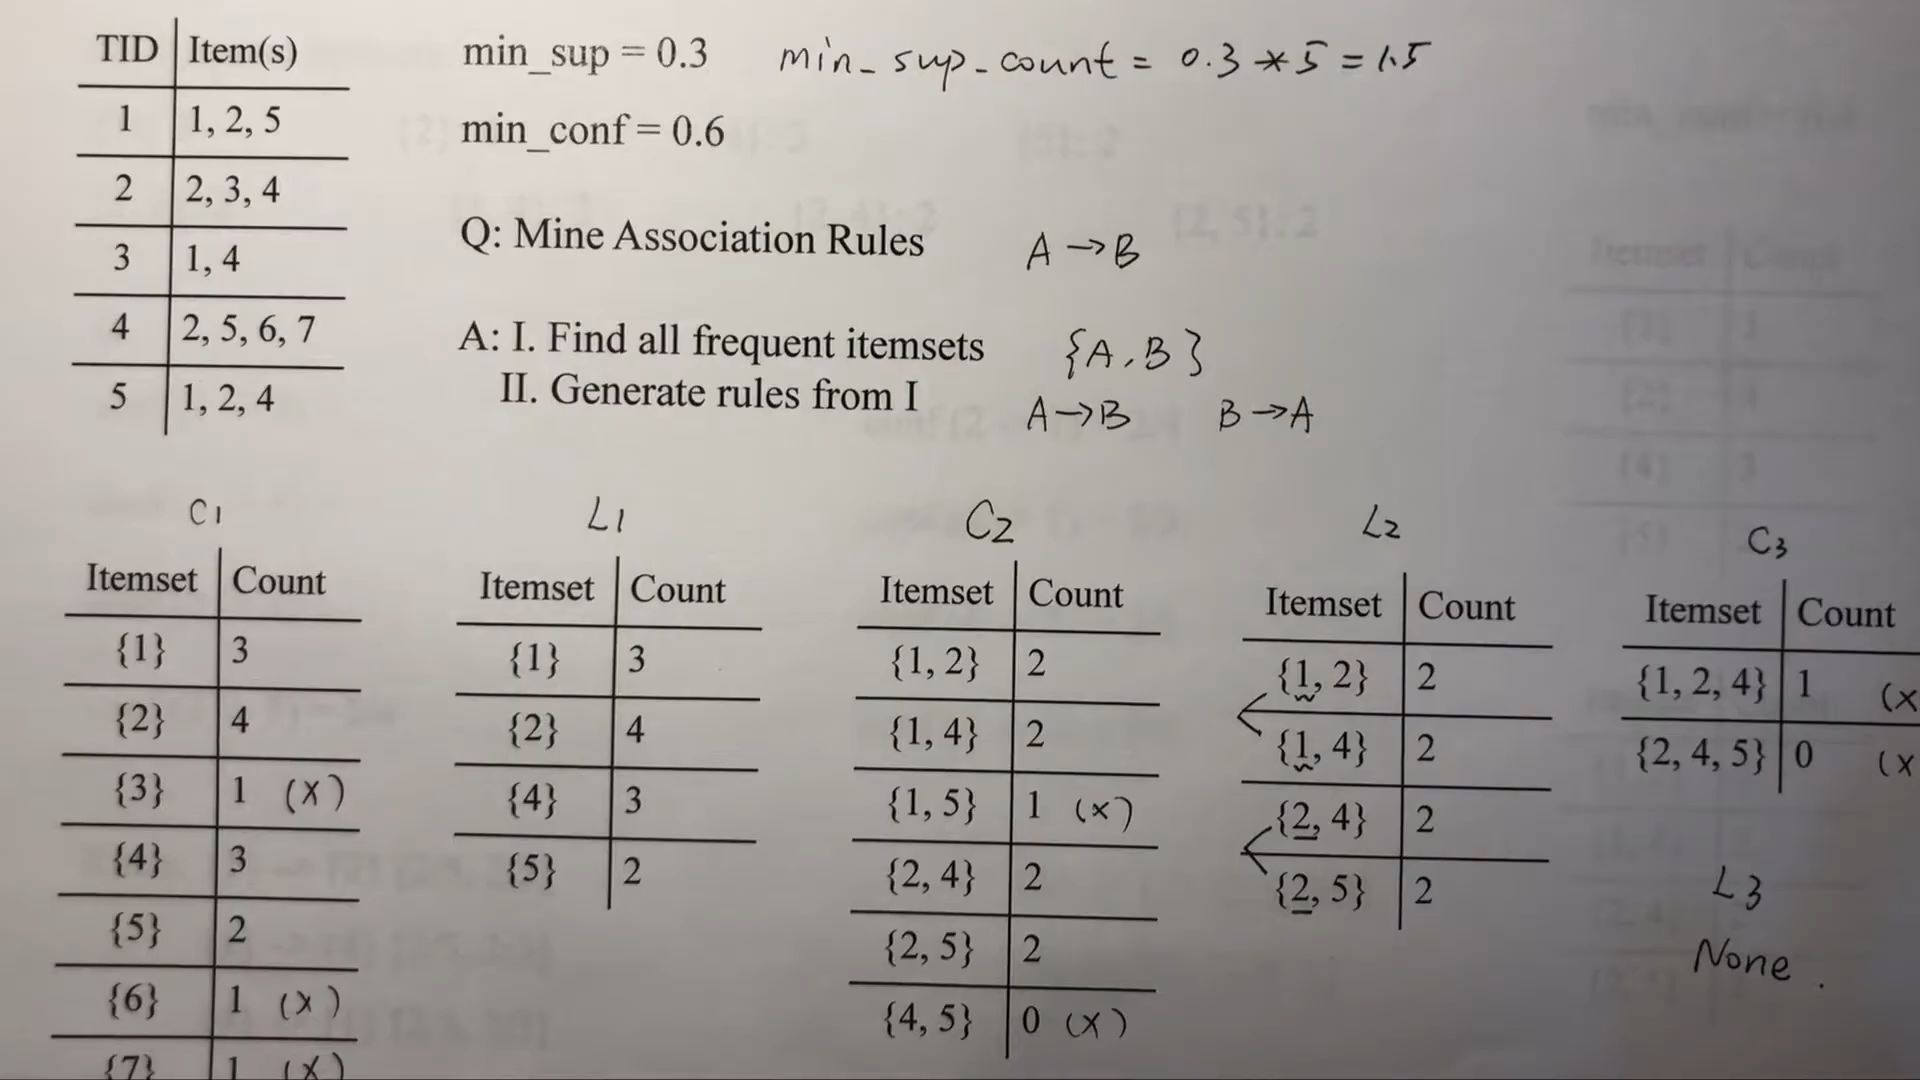 TID Item(s)
1 1, 2, 5
2 2, 3, 4
3 1, 4
4 2, 5, 6, 7
5 1, 2, 4
min_sup = 0.3 min_sup_count = 0.3 * 5 = 1.5
min_conf = 0.6
Q: Mine Association Rules A → B
A: I. Find all frequent itemsets {A, B}
II. Generate rules from I A → B B → A
C1
Itemset Count
{1} 3
{2} 4
{3} 1 (x)
{4} 3
{5} 2
{6} 1 (x)
{7} 1 (x)
L1
Itemset Count
{1} 3
{2} 4
{4} 3
{5} 2
C2
Itemset Count
{1, 2} 2
{1, 4} 2
{1, 5} 1 (x)
{2, 4} 2
{2, 5} 2
{4, 5} 0 (x)
L2
Itemset Count
{1, 2} 2
{1, 4} 2
{2, 4} 2
{2, 5} 2
C3
Itemset Count
{1, 2, 4} 1 (x
{2, 4, 5} 0 (x
L3
None.